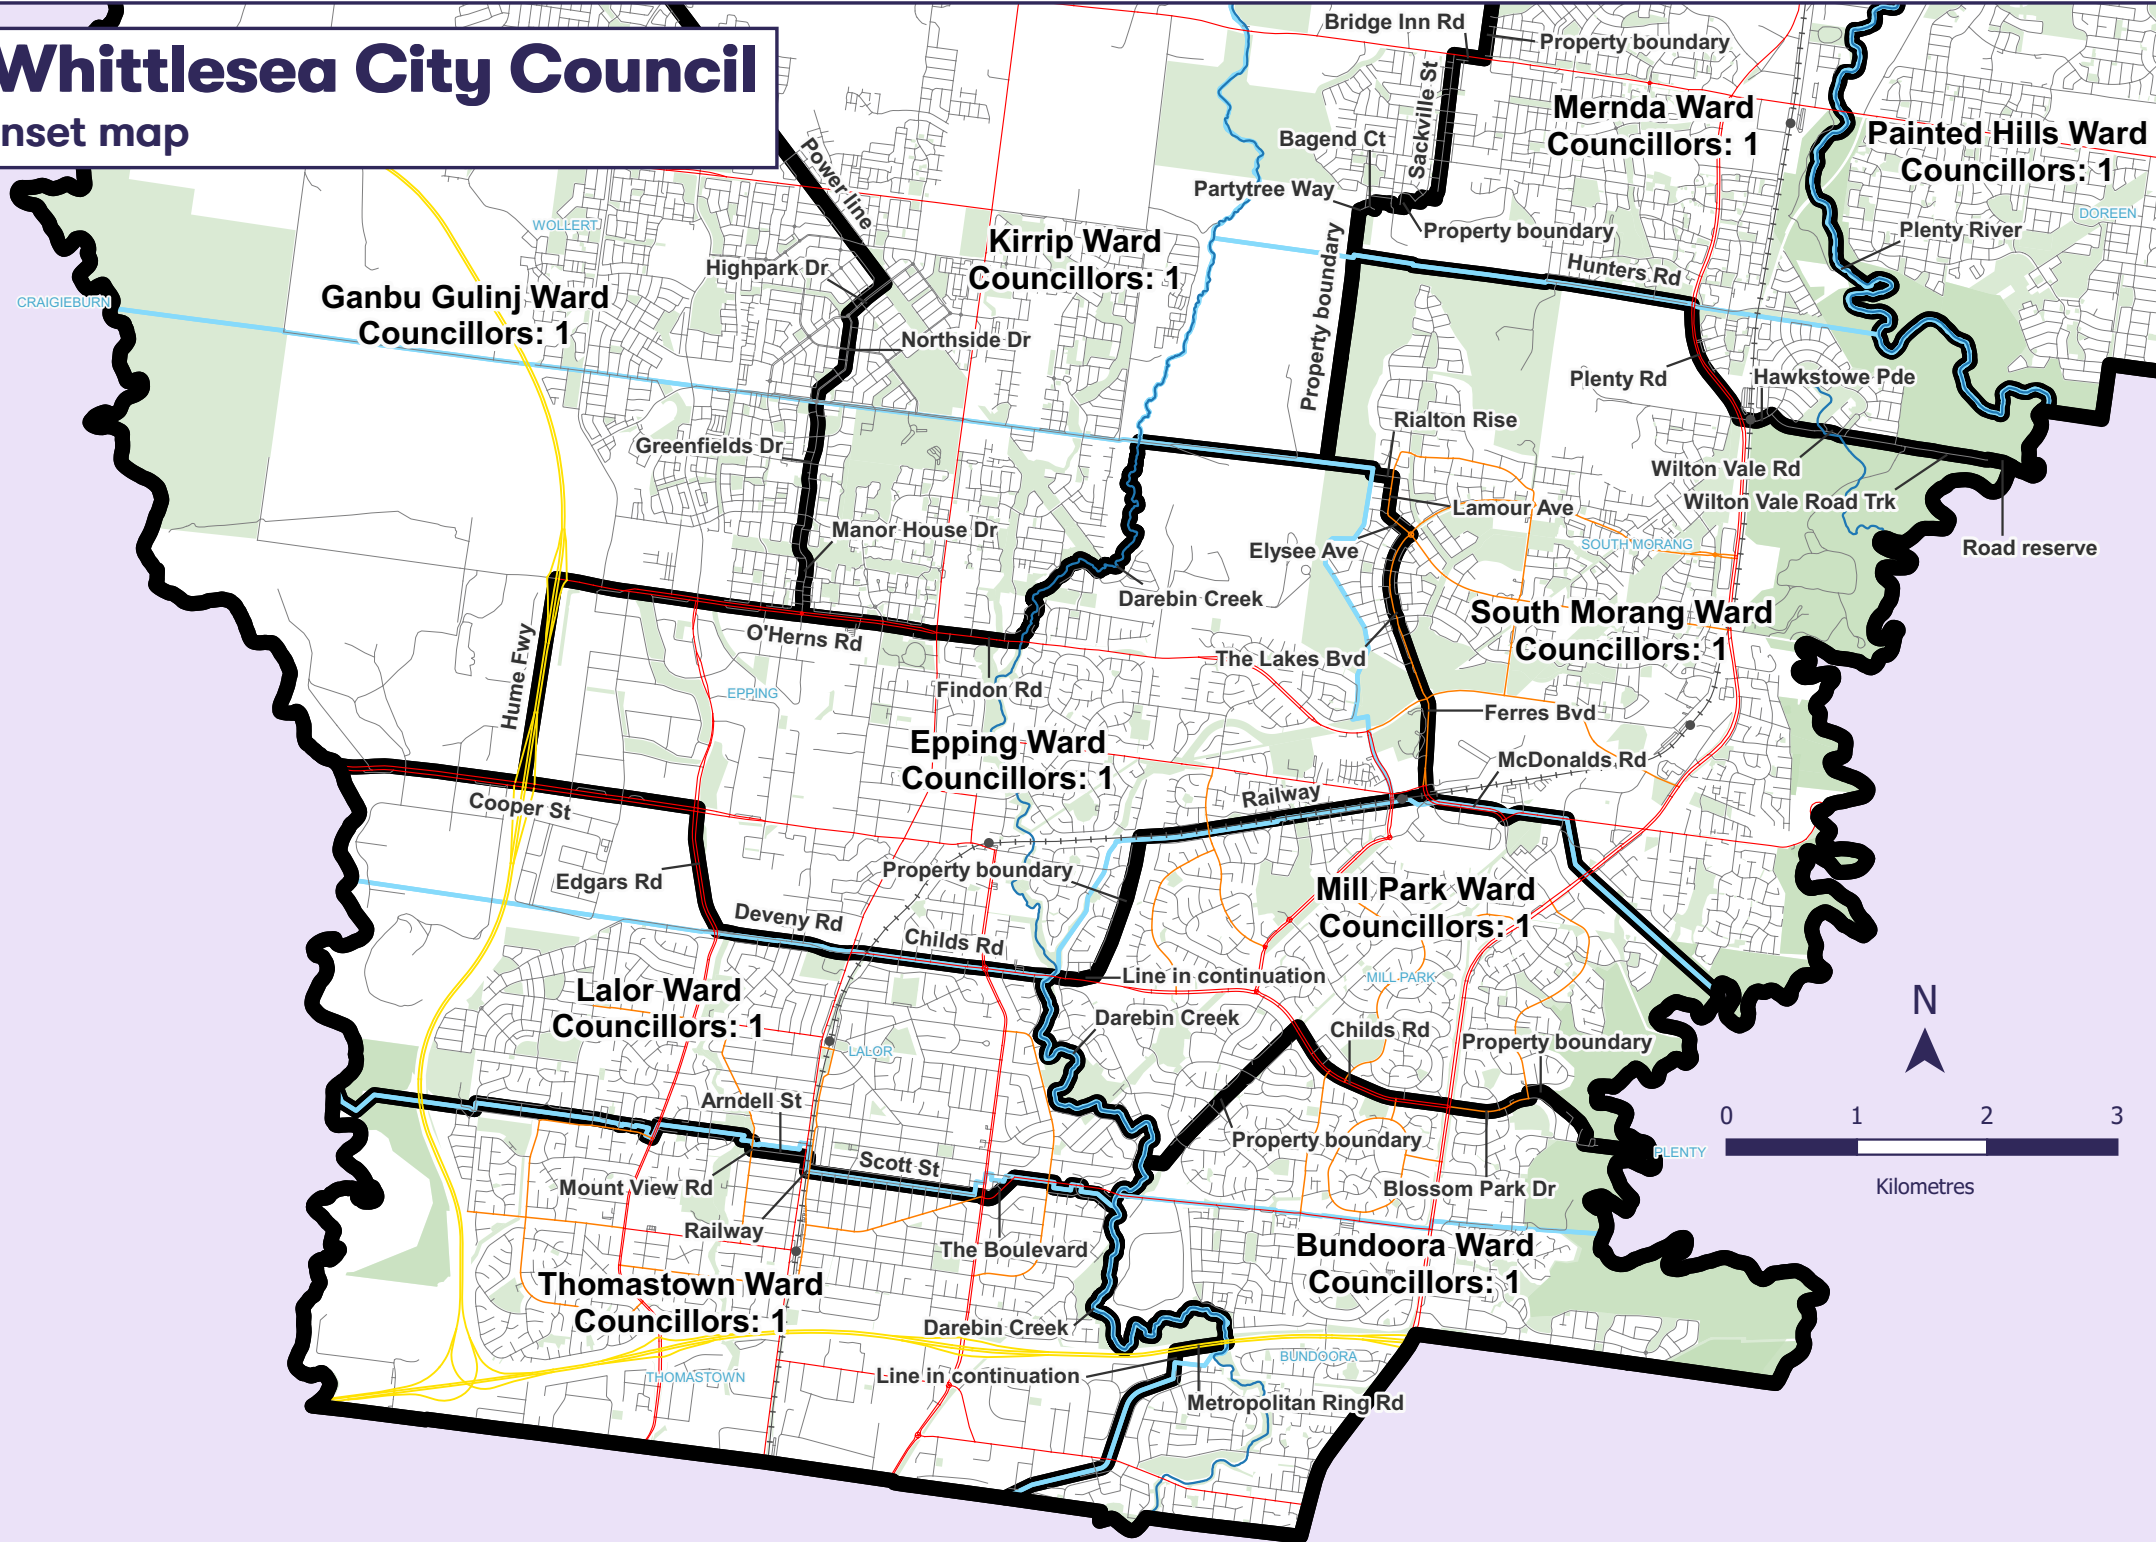 Whittlesea City Council
nset map
Bridge Inn Rd
Property boundary
Sackville St
Mernda Ward
Councillors: 1
Painted Hills Ward
Councillors: 1
Bagend Ct
Power line
Partytree Way
DOREEN
WOLLERT
Property boundary
Plenty River
Kirrip Ward
Councillors: 1
Highpark Dr
Hunters Rd
Property boundary
CRAIGIEBURN
Ganbu Gulinj Ward
Councillors: 1
Northside Dr
Plenty Rd
Hawkstowe Pde
Rialton Rise
Greenfields Dr
Wilton Vale Rd
Wilton Vale Road Trk
Lamour Ave
Manor House Dr
Elysee Ave
SOUTH MORANG
Road reserve
Darebin Creek
South Morang Ward
Councillors: 1
O'Herns Rd
Hume Fwy
The Lakes Bvd
EPPING
Findon Rd
Ferres Bvd
Epping Ward
Councillors: 1
McDonalds Rd
Railway
Cooper St
Property boundary
Edgars Rd
Mill Park Ward
Councillors: 1
Deveny Rd
Childs Rd
Line in continuation
MILL PARK
Lalor Ward
Councillors: 1
N
Darebin Creek
Childs Rd
Property boundary
LALOR
Arndell St
0 1 2 3
Kilometres
Property boundary
PLENTY
Scott St
Mount View Rd
Blossom Park Dr
Railway
The Boulevard
Bundoora Ward
Councillors: 1
Thomastown Ward
Councillors: 1
Darebin Creek
BUNDOORA
THOMASTOWN
Line in continuation
Metropolitan Ring Rd